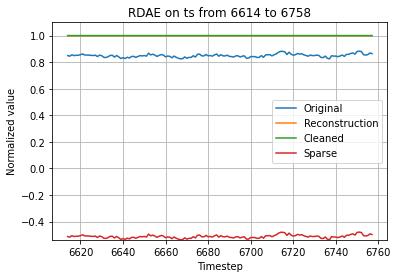 RDAE on ts from 6614 to 6758
Normalized value
1.0
0.8
0.6
0.4
0.2
0.0
−0.2
−0.4
Original
Reconstruction
Cleaned
Sparse
6620 6640 6660 6680 6700 6720 6740 6760
Timestep